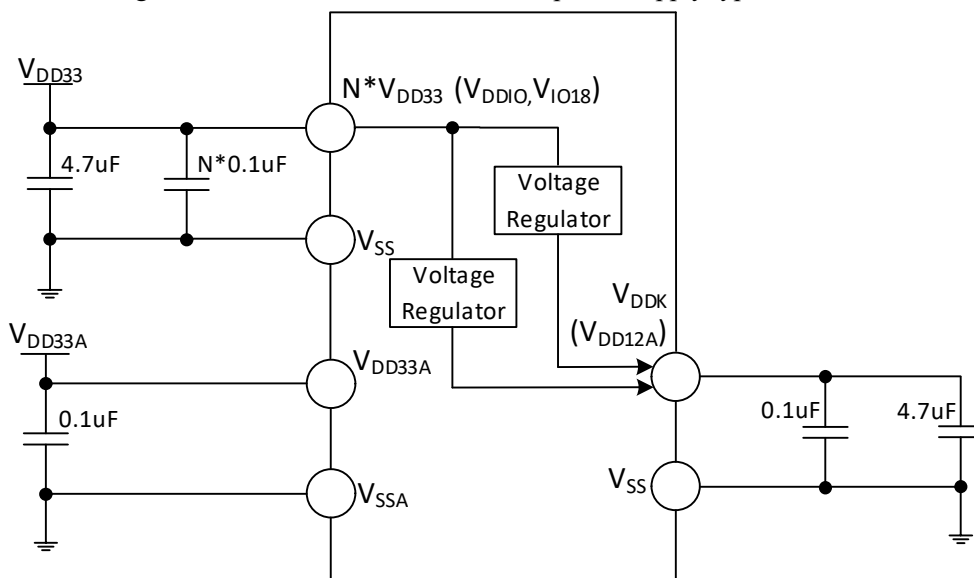 VDD33
N*VDD33 (VDDIO,VIO18)
4.7uF
N*0.1uF
Voltage
Regulator
VSS
Voltage
Regulator
VDDK
(VDD12A)
VDD33A
VDD33A
0.1uF
0.1uF
4.7uF
VSS
VSSA